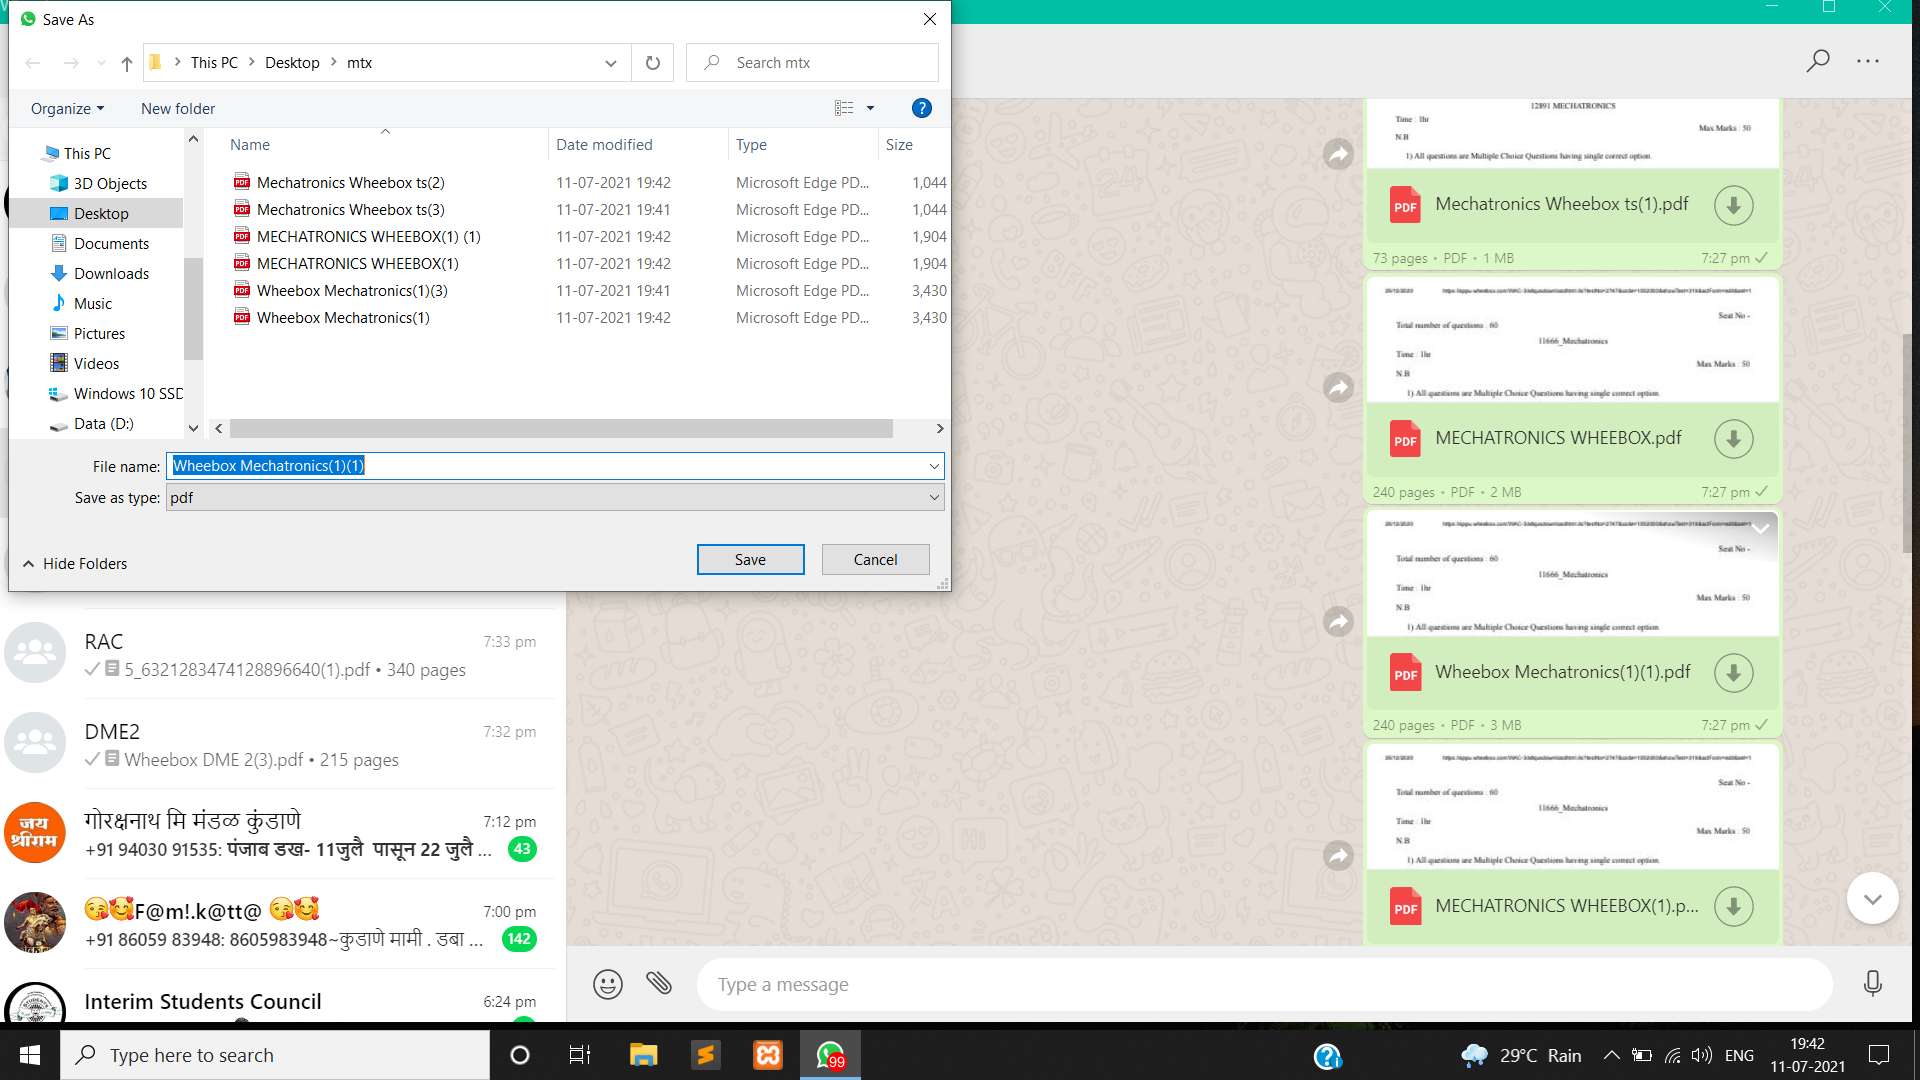 Save As
This PC
Desktop
mtx
Search mtx
Organize
New folder
?
Name
Date modified
Type
Size
This PC
3D Objects
Desktop
Documents
Downloads
Music
Pictures
Videos
Windows 10 SSD
Data (D:)
Mechatronics Wheebox ts(2) 11-07-2021 19:42 Microsoft Edge PD... 1,044
Mechatronics Wheebox ts(3) 11-07-2021 19:41 Microsoft Edge PD... 1,044
MECHATRONICS WHEEBOX(1) (1) 11-07-2021 19:42 Microsoft Edge PD... 1,904
MECHATRONICS WHEEBOX(1) 11-07-2021 19:42 Microsoft Edge PD... 1,904
Wheebox Mechatronics(1)(3) 11-07-2021 19:41 Microsoft Edge PD... 3,430
Wheebox Mechatronics(1) 11-07-2021 19:42 Microsoft Edge PD... 3,430
File name: Wheebox Mechatronics(1)(1)
Save as type: pdf
Hide Folders
Save
Cancel
RAC 7:33 pm
5_6321283474128896640(1).pdf • 340 pages
DME2 7:32 pm
Wheebox DME 2(3).pdf • 215 pages
जय श्रीराम
गोरक्षनाथ मि मंडळ कुंडाणे 7:12 pm
+91 94030 91535: पंजाब डख- 11जुलै पासून 22 जुलै ... 43
😘🥰F@m!.k@tt@ 😘🥰 7:00 pm
+91 86059 83948: 8605983948~कुडाणे मामी . डबा ... 142
Interim Students Council 6:24 pm
12891 MECHATRONICS
Time : 1hr
Max Marks : 50
N.B
1) All questions are Multiple Choice Questions having single correct option.
PDF Mechatronics Wheebox ts(1).pdf
73 pages • PDF • 1 MB 7:27 pm
Seat No -
Total number of questions : 60
11666_Mechatronics
Time : 1hr
Max Marks : 50
N.B
1) All questions are Multiple Choice Questions having single correct option.
PDF MECHATRONICS WHEEBOX.pdf
240 pages • PDF • 2 MB 7:27 pm
Seat No -
Total number of questions : 60
11666_Mechatronics
Time : 1hr
Max Marks : 50
N.B
1) All questions are Multiple Choice Questions having single correct option.
PDF Wheebox Mechatronics(1)(1).pdf
240 pages • PDF • 3 MB 7:27 pm
Seat No -
Total number of questions : 60
11666_Mechatronics
Time : 1hr
Max Marks : 50
N.B
1) All questions are Multiple Choice Questions having single correct option.
PDF MECHATRONICS WHEEBOX(1).p...
Type a message
Type here to search
99
29°C Rain
ENG
19:42
11-07-2021